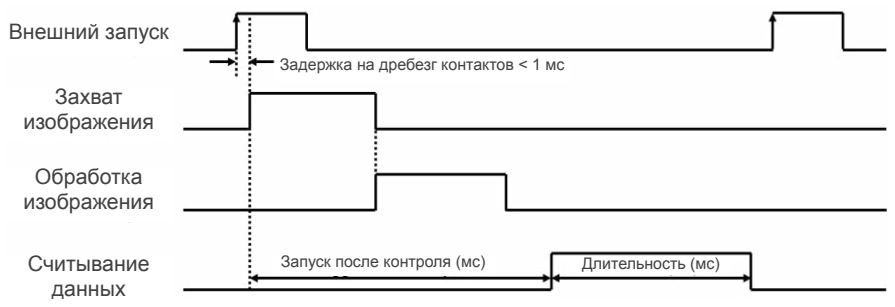 Внешний запуск
Задержка на дребезг контактов < 1 мс
Захват
изображения
Обработка
изображения
Считывание
данных
Запуск после контроля (мс)
Длительность (мс)